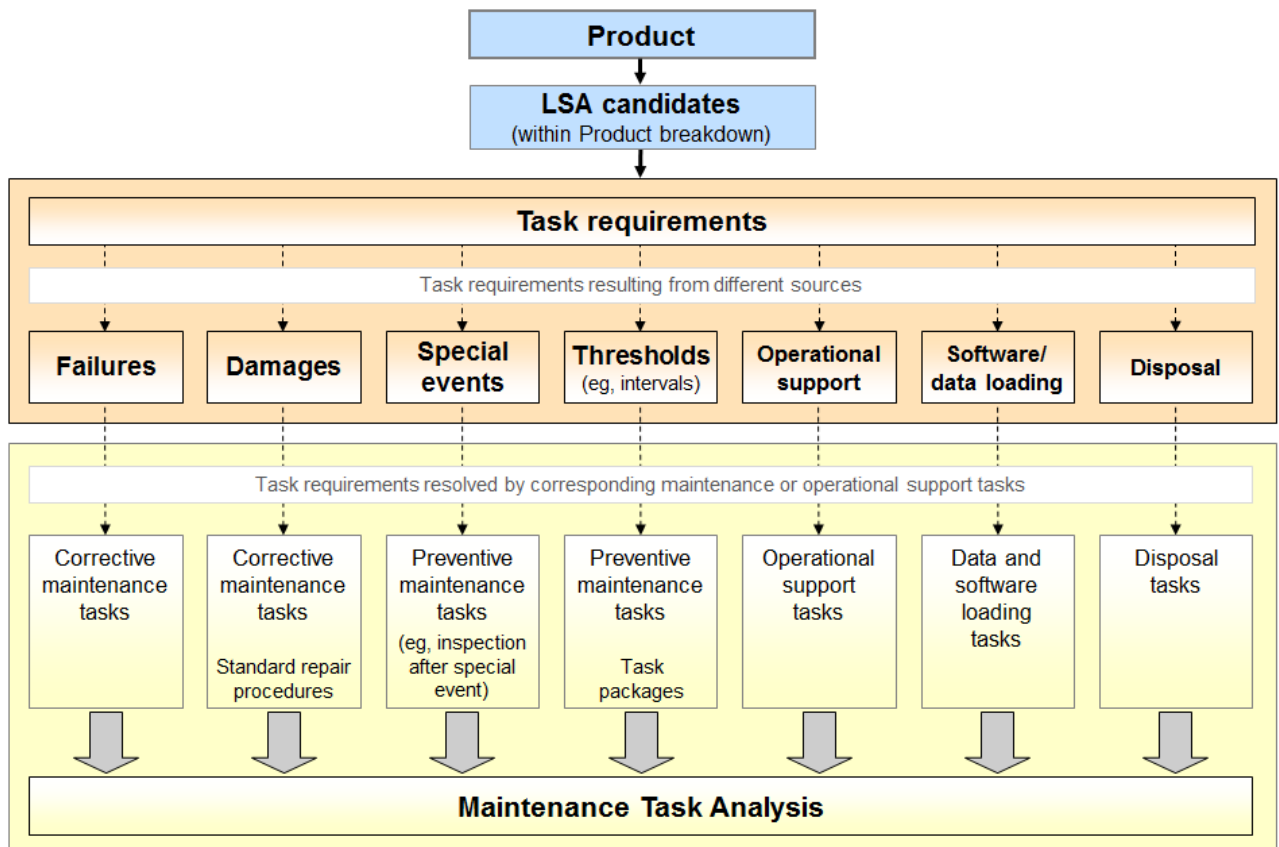 Product
LSA candidates
(within Product breakdown)
Task requirements
Task requirements resulting from different sources
Failures
Damages
Special
events
Thresholds
(eg, intervals)
Operational
support
Software/
data loading
Disposal
Task requirements resolved by corresponding maintenance or operational support tasks
Corrective
maintenance
tasks
Corrective
maintenance
tasks
Standard repair
procedures
Preventive
maintenance
tasks
(eg, inspection
after special
event)
Preventive
maintenance
tasks
Task
packages
Operational
support
tasks
Data and
software
loading
tasks
Disposal
tasks
Maintenance Task Analysis